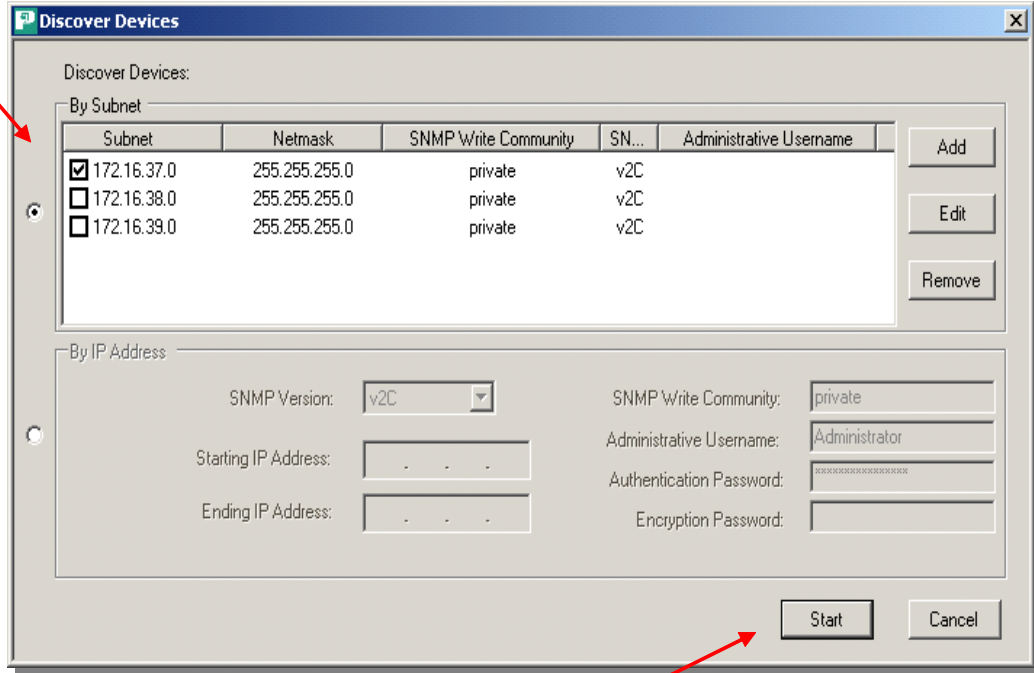 Discover Devices
Discover Devices:
By Subnet
Subnet Netmask SNMP Write Community SN... Administrative Username
172.16.37.0 255.255.255.0 private v2C
172.16.38.0 255.255.255.0 private v2C
172.16.39.0 255.255.255.0 private v2C
Add
Edit
Remove
By IP Address
SNMP Version: v2C
Starting IP Address: . . .
Ending IP Address: . . .
SNMP Write Community: private
Administrative Username: Administrator
Authentication Password: ****************
Encryption Password:
Start Cancel